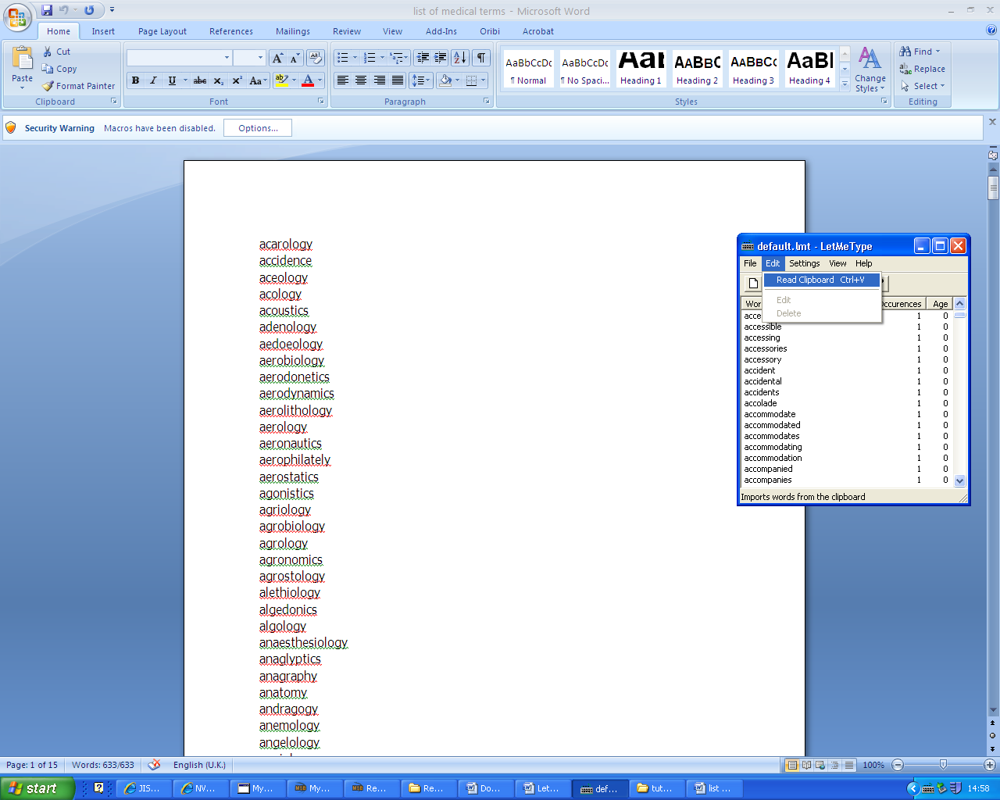 list of medical terms - Microsoft Word
Home Insert Page Layout References Mailings Review View Add-Ins Oribi Acrobat
Paste
Cut
Copy
Format Painter
Clipboard
B I U abc x₂ x² Aa
Font
Paragraph
AaBbCcDc AaBbCcDc AaB AaBbC AaBbC AaBl
¶ Normal ¶ No Spaci... Heading 1 Heading 2 Heading 3 Heading 4
Change Styles
Styles
Find
Replace
Select
Editing
Security Warning Macros have been disabled. Options...
acarology
accidence
aceology
acology
acoustics
adenology
aedoeology
aerobiology
aerodonetics
aerodynamics
aerolithology
aerology
aeronautics
aerophilately
aerostatics
agonistics
agriology
agrobiology
agrology
agronomics
agrostology
alethiology
algedonics
algology
anaesthesiology
anaglyptics
anagraphy
anatomy
andragogy
anemology
angelology
default.lmt - LetMeType
File Edit Settings View Help
Read Clipboard Ctrl+V
Edit
Delete
Wor ccurences Age
acce 1 0
accessible 1 0
accessing 1 0
accessories 1 0
accessory 1 0
accident 1 0
accidental 1 0
accidents 1 0
accolade 1 0
accommodate 1 0
accommodated 1 0
accommodates 1 0
accommodating 1 0
accommodation 1 0
accompanied 1 0
accompanies 1 0
Imports words from the clipboard
Page: 1 of 15 Words: 633/633 English (U.K.) 100%
start JIS... NV... My... My... Re... Re... Do... Let... def... tut... list ... 14:58